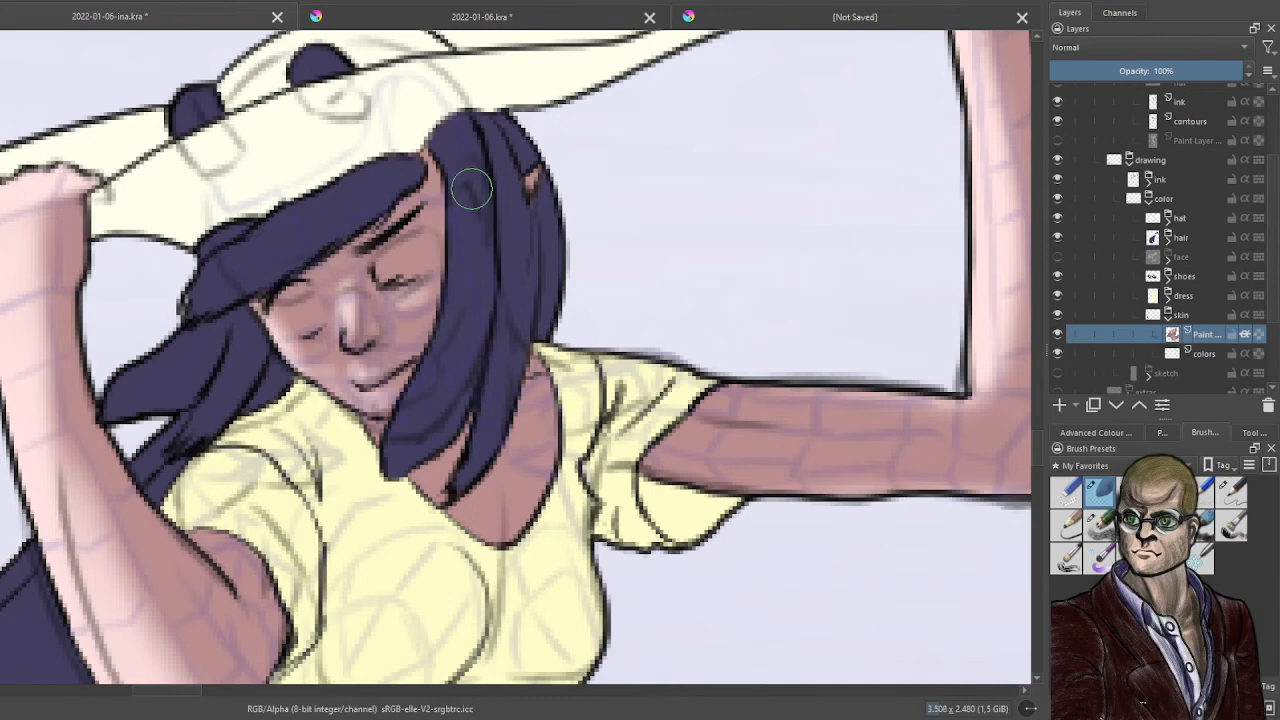 2022-01-06-ina.kra *
2022-01-06.kra *
[Not Saved]
Layers
Channels
Layers
Normal
Opacity: 100%
ink
contours
Paint Layer ...
drawing
ink
color
hat
hair
face
shoes
dress
skin
Paint ...
colors
sketch
Advanced Colour ...
P...
Brush...
Tool ...
Brush Presets
★ My Favorites
Tag
Tag
RGB/Alpha (8-bit integer/channel) sRGB-elle-V2-srgbtrc.icc
3.508 x 2.480 (1,5 GiB)